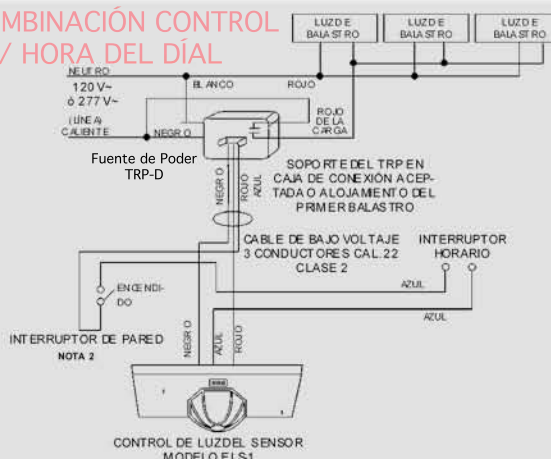 MBINACIÓN CONTROL
/ HORA DEL DÍAL
LUZ DE
BALASTRO
LUZ DE
BALASTRO
LUZ DE
BALASTRO
NEUTRO
120 V~
ó 277 V~
(LÍNEA)
CALIENTE
BLANCO
ROJO
NEGRO
ROJO
DE LA
CARGA
Fuente de Poder
TRP-D
NEGRO
ROJO
AZUL
SOPORTE DEL TRP EN
CAJA DE CONEXIÓN ACEP-
TADA O ALOJAMIENTO DEL
PRIMER BALASTRO
CABLE DE BAJO VOLTAJE
3 CONDUCTORES CAL. 22
CLASE 2
INTERRUPTOR
HORARIO
ENCENDI-
DO
AZUL
AZUL
INTERRUPTOR DE PARED
NOTA 2
NEGRO
AZUL
ROJO
CONTROL DE LUZ DEL SENSOR
MODELO ELS1